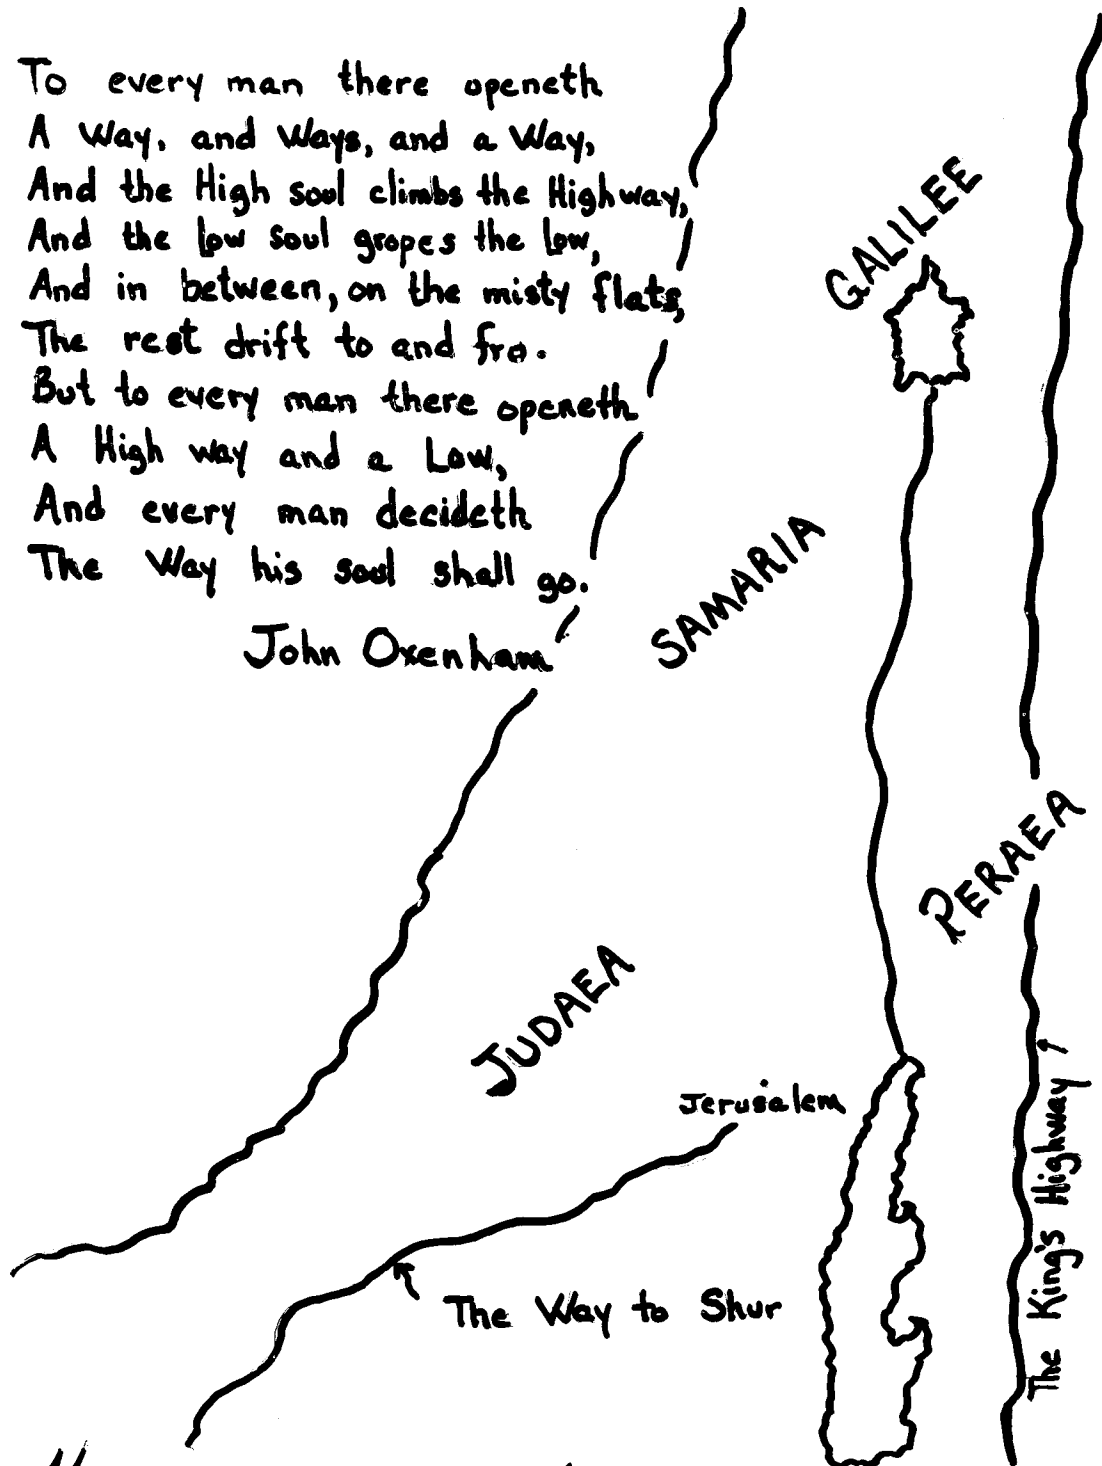 To every man there openeth
A Way, and Ways, and a Way,
And the High soul climbs the Highway,
And the Low soul gropes the Low,
And in between, on the misty flats,
The rest drift to and fro.
But to every man there openeth
A High way and a Low,
And every man decideth
The Way his soul shall go.
John Oxenham
GALILEE
SAMARIA
PERAEA
JUDAEA
Jerusalem
The Way to Shur
The King's Highway